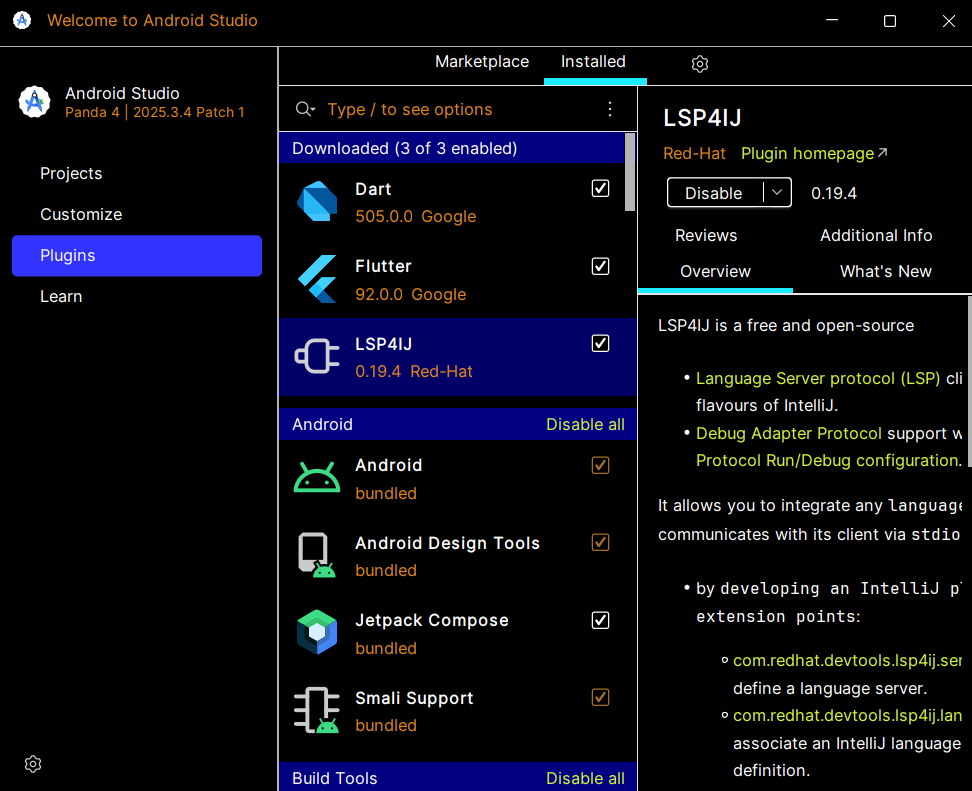 Welcome to Android Studio
Android Studio
Panda 4 | 2025.3.4 Patch 1
Projects
Customize
Plugins
Learn
Marketplace
Installed
Type / to see options
Downloaded (3 of 3 enabled)
Dart
505.0.0 Google
Flutter
92.0.0 Google
LSP4IJ
0.19.4 Red-Hat
Android
Disable all
Android
bundled
Android Design Tools
bundled
Jetpack Compose
bundled
Smali Support
bundled
Build Tools
Disable all
LSP4IJ
Red-Hat Plugin homepage
Disable
0.19.4
Reviews
Additional Info
Overview
What's New
LSP4IJ is a free and open-source
• Language Server protocol (LSP) cli
flavours of IntelliJ.
• Debug Adapter Protocol support w
Protocol Run/Debug configuration.
It allows you to integrate any language
communicates with its client via stdio
• by developing an IntelliJ pl
extension points:
com.redhat.devtools.lsp4ij.ser
define a language server.
com.redhat.devtools.lsp4ij.lan
associate an IntelliJ language
definition.